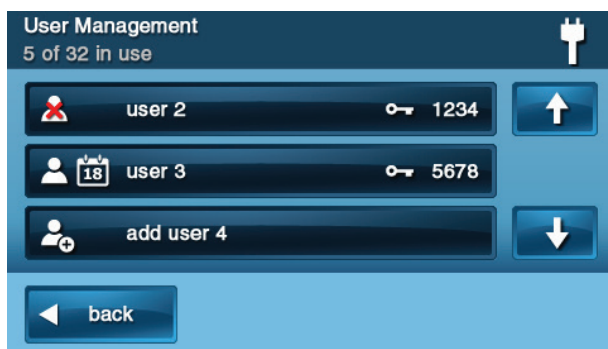 User Management
5 of 32 in use
user 2 1234
18 user 3 5678
add user 4
back